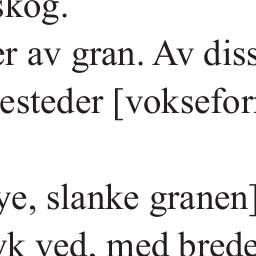 skog.
er av gran. Av diss
esteder [voksefor
ye, slanke granen]
yk ved, med brede